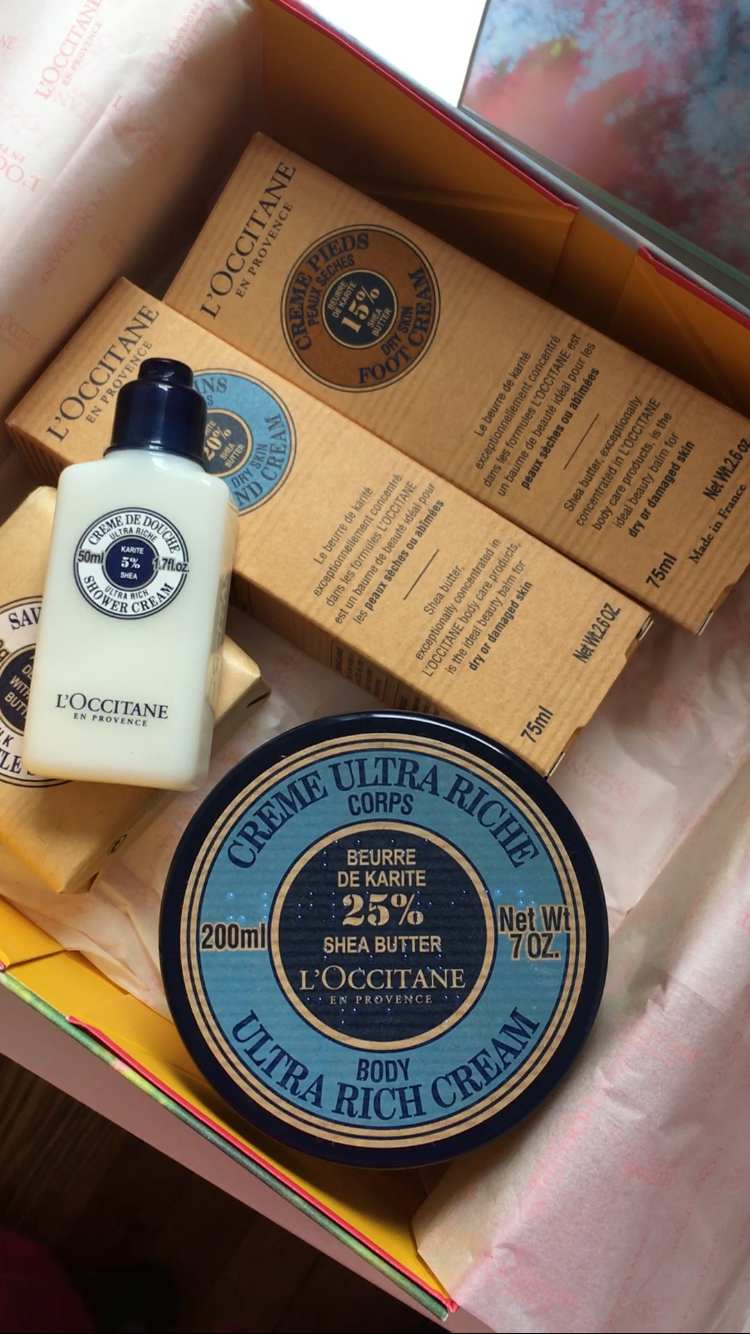 L'OCCITANE
EN PROVENCE
CREME PIEDS
PEAUX SÈCHES
BEURRE
DE KARITE
15%
SHEA
BUTTER
DRY SKIN
FOOT CREAM
Le beurre de karité
exceptionnellement concentré
dans les formules L'OCCITANE est
un baume de beauté idéal pour les
peaux sèches ou abîmées
Shea butter, exceptionally
concentrated in L'OCCITANE
body care products, is the
ideal beauty balm for
dry or damaged skin
75ml
Net Wt.2.6 oz
Made in France
L'OCCITANE
EN PROVENCE
20%
SHEA
BUTTER
DRY SKIN
ND CREAM
Le beurre de karité
exceptionnellement concentré
dans les formules L'OCCITANE
est un baume de beauté idéal pour
les peaux sèches ou abîmées
Shea butter,
exceptionally concentrated in
L'OCCITANE body care products,
is the ideal beauty balm for
dry or damaged skin
75ml
Net Wt.2.6 OZ.
CREME DE DOUCHE
ULTRA RICHE
50ml
KARITE
5%
SHEA
1.7fl.oz.
ULTRA RICH
SHOWER CREAM
L'OCCITANE
EN PROVENCE
SAV
CREME ULTRA RICHE
CORPS
BEURRE
DE KARITE
25%
SHEA BUTTER
L'OCCITANE
EN PROVENCE
200ml
Net Wt
7 OZ.
BODY
ULTRA RICH CREAM
L'OCCITANE
EN PROVENCE